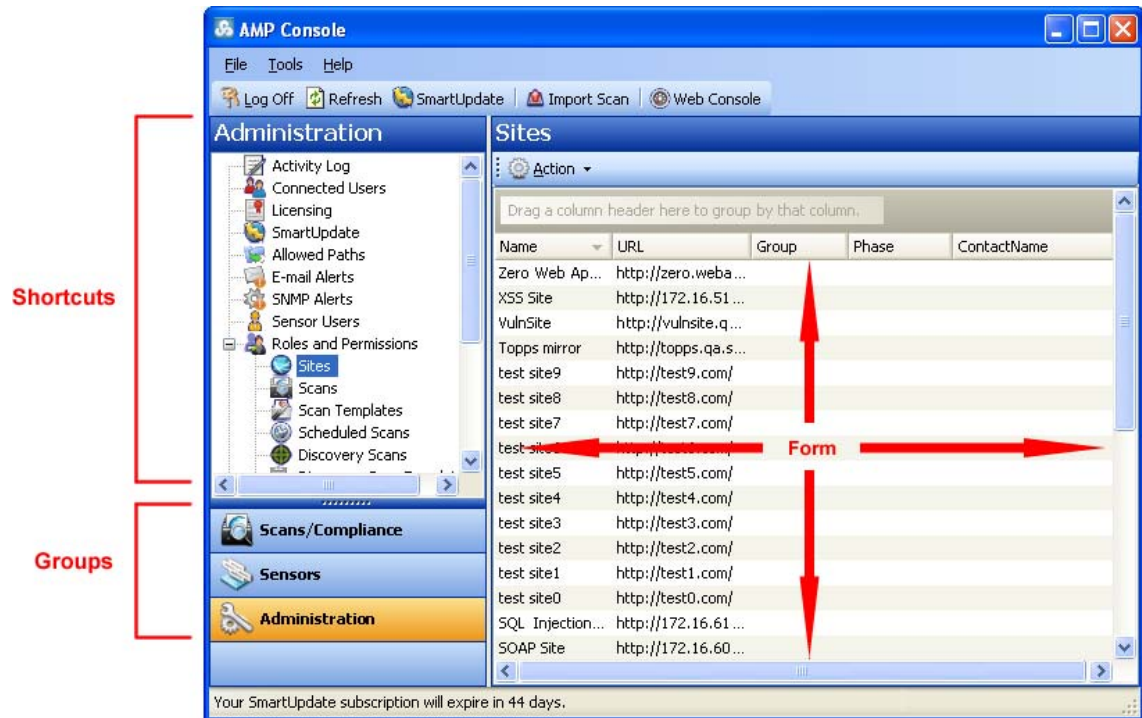 AMP Console
File Tools Help
Log Off Refresh SmartUpdate Import Scan Web Console
Administration
Activity Log
Connected Users
Licensing
SmartUpdate
Allowed Paths
E-mail Alerts
SNMP Alerts
Sensor Users
Roles and Permissions
Sites
Scans
Scan Templates
Scheduled Scans
Discovery Scans
Shortcuts
Groups
Scans/Compliance
Sensors
Administration
Sites
Action
Drag a column header here to group by that column.
Name URL Group Phase ContactName
Zero Web Ap... http://zero.weba...
XSS Site http://172.16.51...
VulnSite http://vulnsite.q...
Topps mirror http://topps.qa.s...
test site9 http://test9.com/
test site8 http://test8.com/
test site7 http://test7.com/
test
Form
test site5 http://test5.com/
test site4 http://test4.com/
test site3 http://test3.com/
test site2 http://test2.com/
test site1 http://test1.com/
test site0 http://test0.com/
SQL Injection... http://172.16.61...
SOAP Site http://172.16.60...
Your SmartUpdate subscription will expire in 44 days.